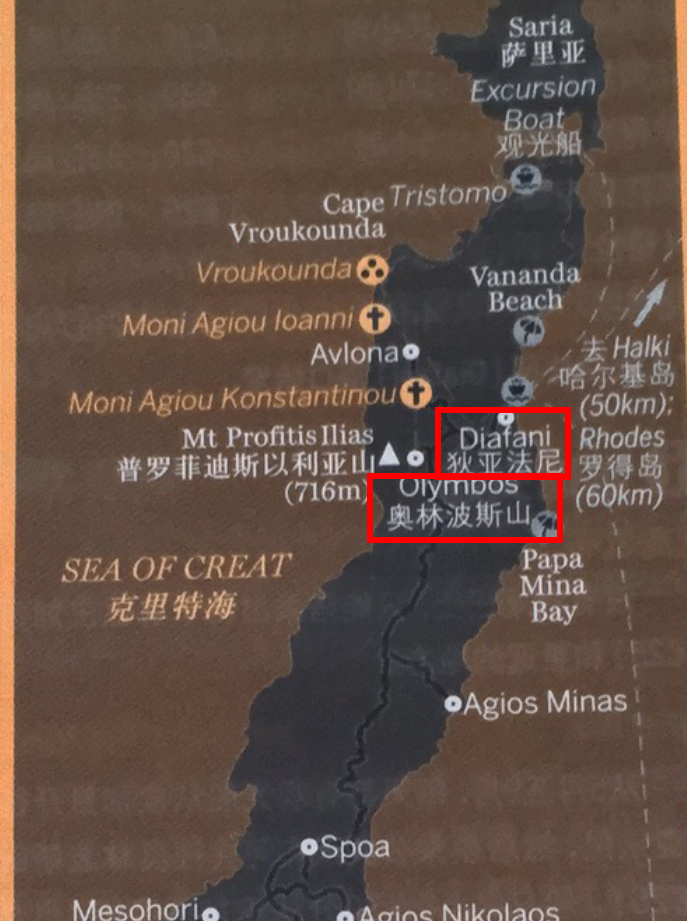 Saria
萨里亚
Excursion
Boat
观光船
Cape
Vroukounda
Tristomo
Vroukounda
Vananda
Beach
Moni Agiou Ioanni
Avlona
去 Halki
哈尔基岛
(50km);
Rhodes
罗得岛
(60km)
Moni Agiou Konstantinou
Diafani
狄亚法尼
Mt Profitis Ilias
普罗菲迪斯以利亚山
(716m)
Olymbos
奥林波斯山
SEA OF CREAT
克里特海
Papa
Mina
Bay
Agios Minas
Spoa
Mesohori
Agios Nikolaos